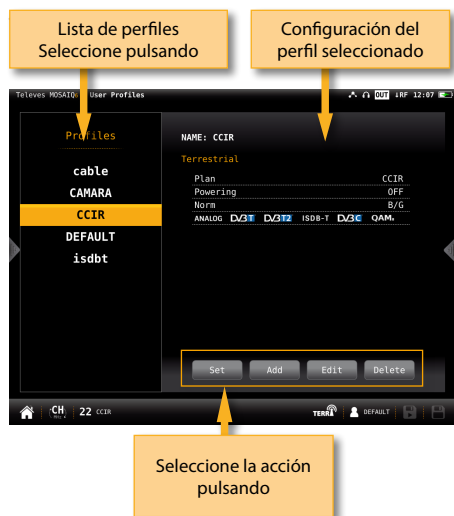 Lista de perfiles
Seleccione pulsando
Configuración del
perfil seleccionado
Televes MOSAIQ User Profiles
OUT ↓RF 12:07
Profiles
cable
CAMARA
CCIR
DEFAULT
isdbt
NAME: CCIR
Terrestrial
Plan CCIR
Powering OFF
Norm B/G
ANALOG DVB T DVB T2 ISDB-T DVB C QAM.
Set Add Edit Delete
CH 22 CCIR
TERR DEFAULT
Seleccione la acción
pulsando